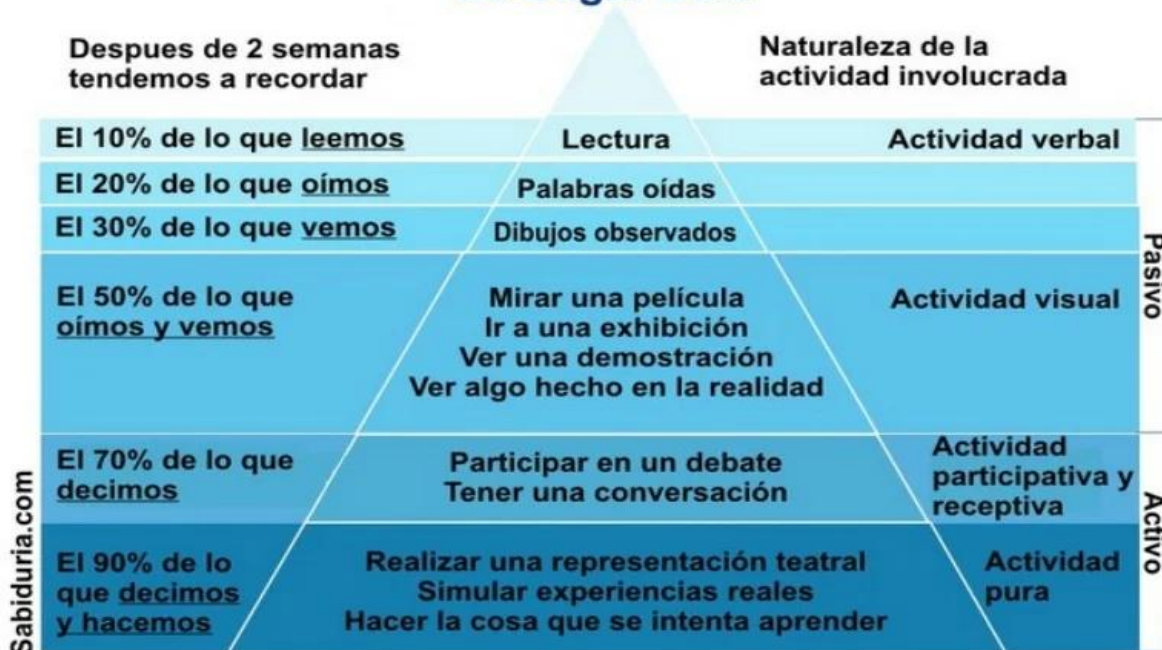 Despues de 2 semanas
tendemos a recordar
Naturaleza de la
actividad involucrada
El 10% de lo que leemos
Lectura
Actividad verbal
El 20% de lo que oímos
Palabras oídas
El 30% de lo que vemos
Dibujos observados
El 50% de lo que
oímos y vemos
Mirar una película
Ir a una exhibición
Ver una demostración
Ver algo hecho en la realidad
Actividad visual
Pasivo
El 70% de lo que
decimos
Participar en un debate
Tener una conversación
Actividad
participativa y
receptiva
El 90% de lo
que decimos
y hacemos
Realizar una representación teatral
Simular experiencias reales
Hacer la cosa que se intenta aprender
Actividad
pura
Activo
Sabiduria.com